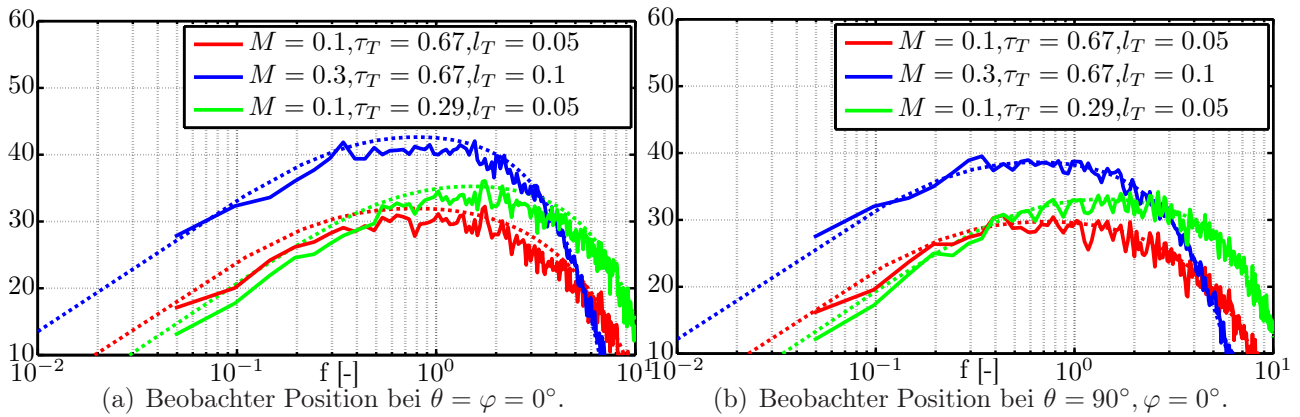 60
50
40
30
20
10
M = 0.1,τ_T = 0.67,l_T = 0.05
M = 0.3,τ_T = 0.67,l_T = 0.1
M = 0.1,τ_T = 0.29,l_T = 0.05
10^−2 10^−1 f [-] 10^0 10^1
(a) Beobachter Position bei θ = φ = 0°.
60
50
40
30
20
10
M = 0.1,τ_T = 0.67,l_T = 0.05
M = 0.3,τ_T = 0.67,l_T = 0.1
M = 0.1,τ_T = 0.29,l_T = 0.05
10^−2 10^−1 f [-] 10^0 10^1
(b) Beobachter Position bei θ = 90°, φ = 0°.